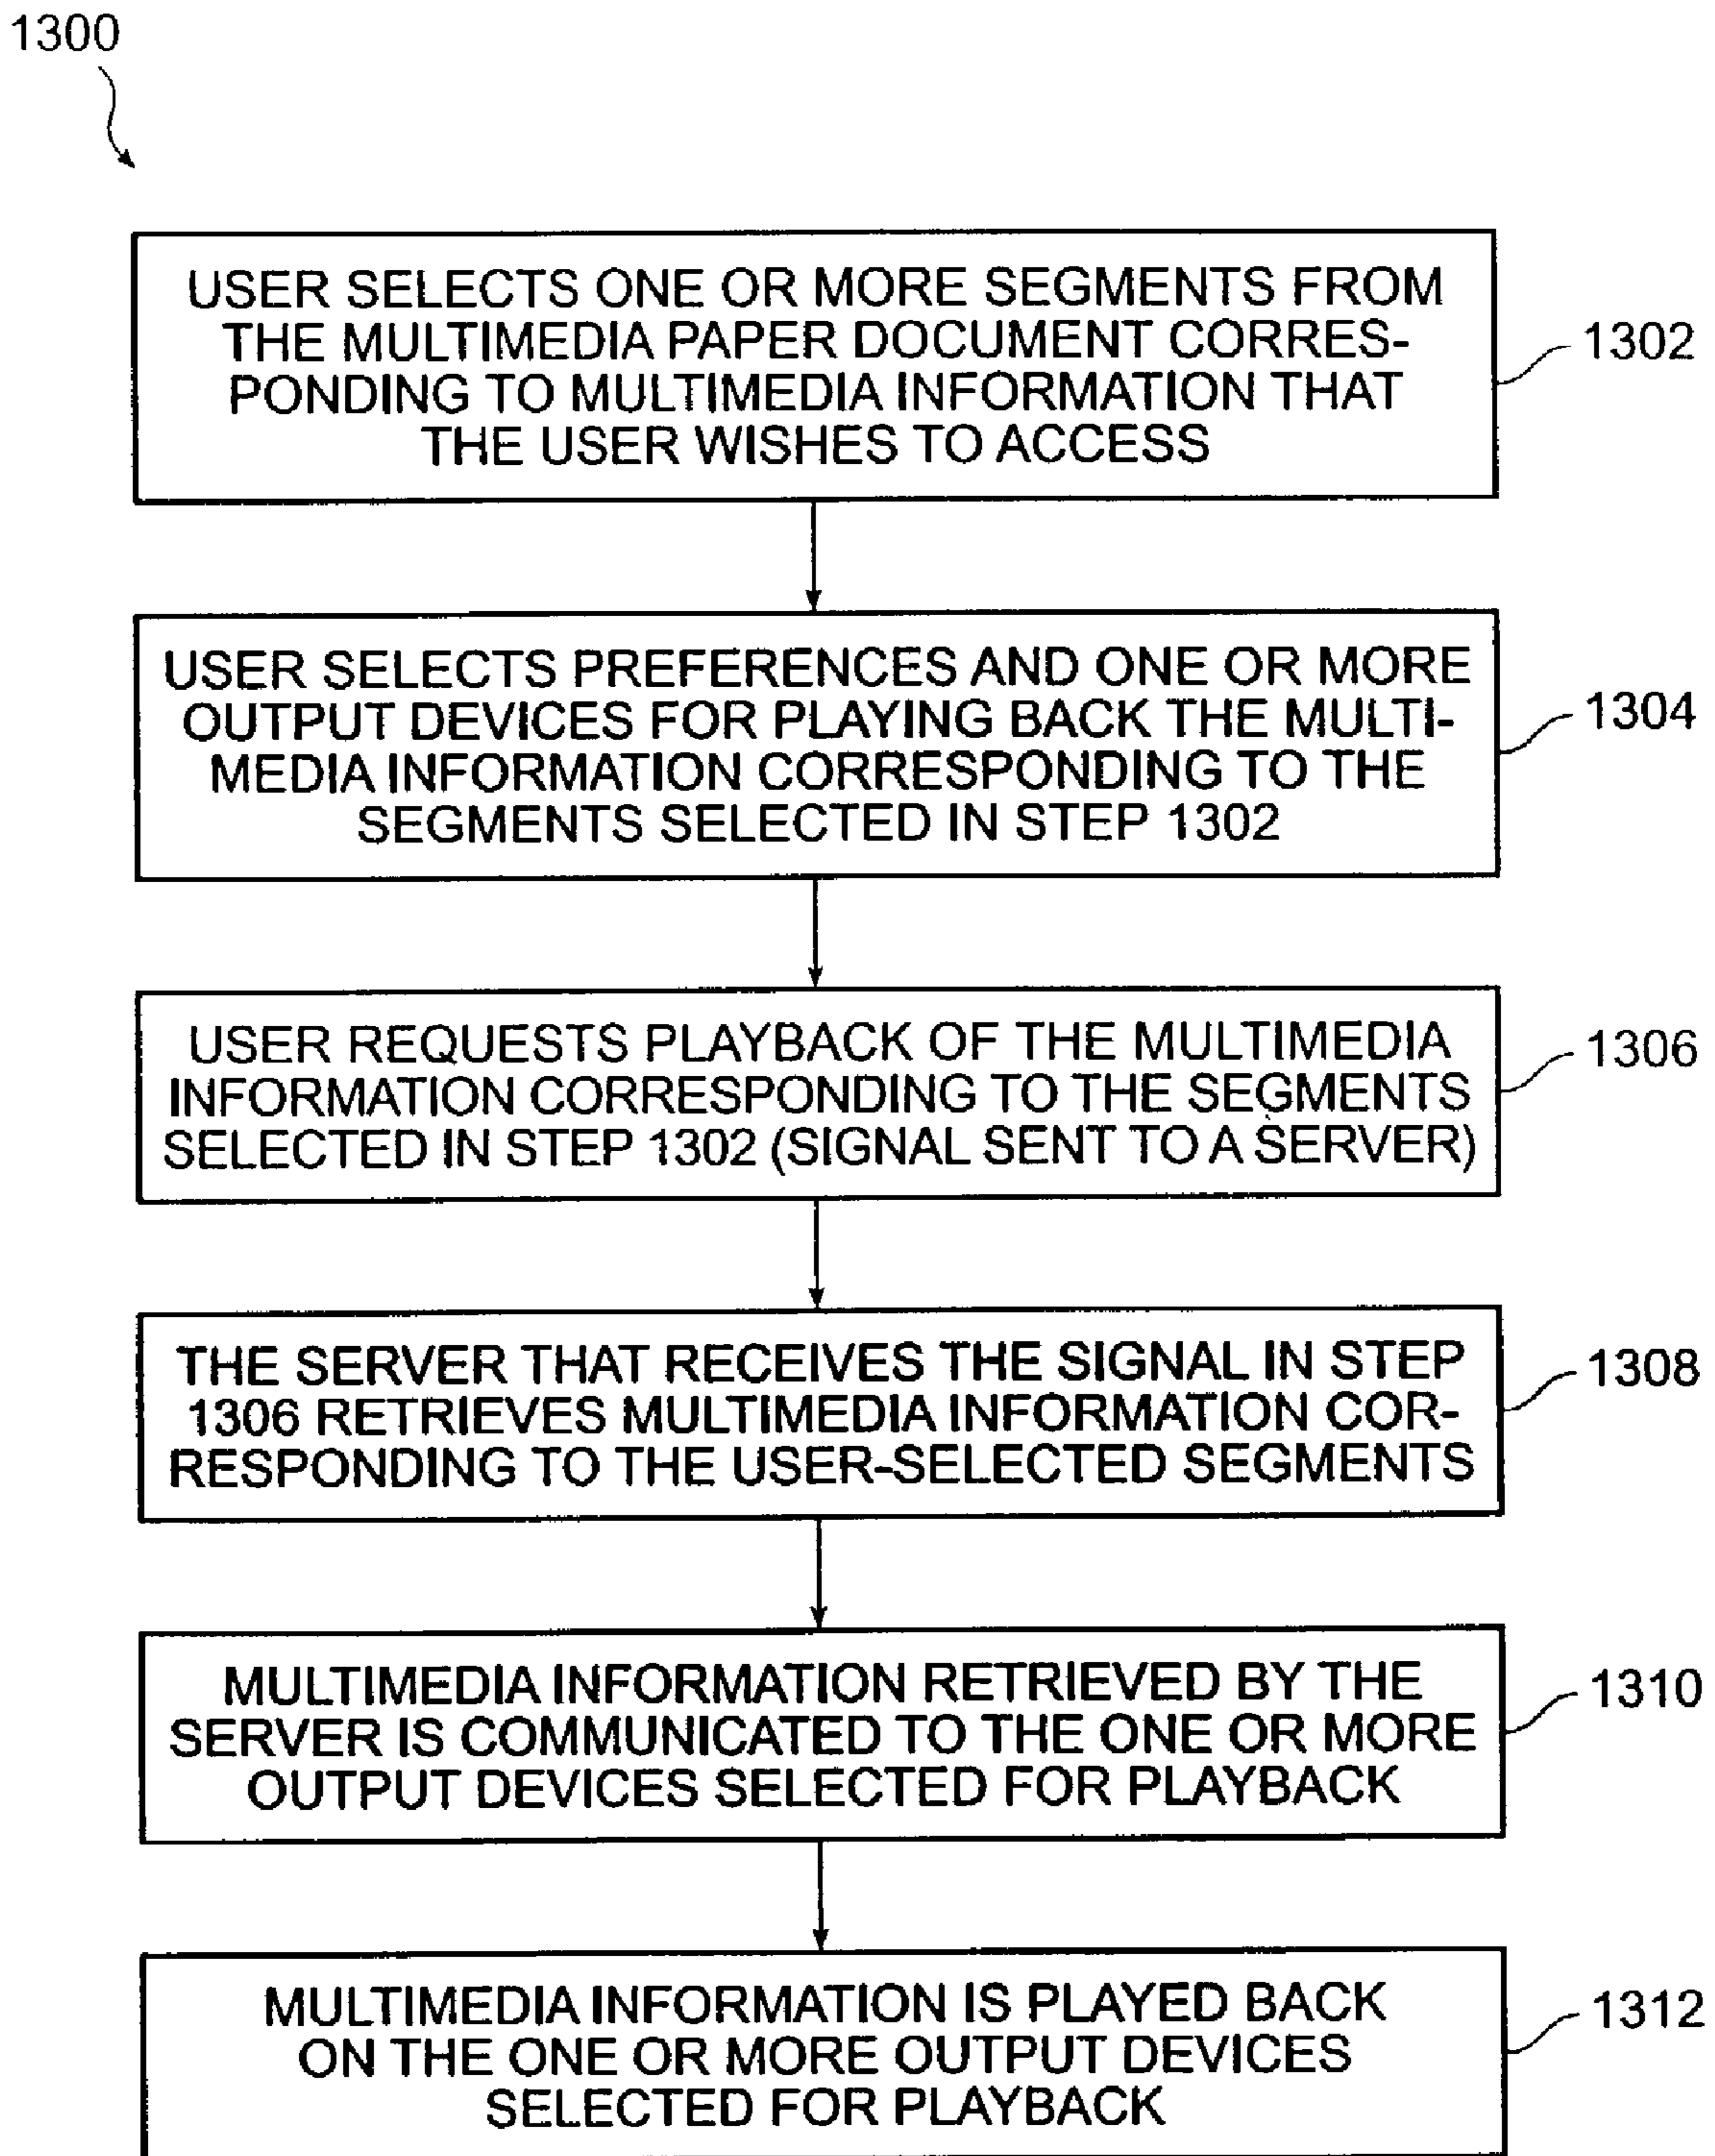 1300
USER SELECTS ONE OR MORE SEGMENTS FROM
THE MULTIMEDIA PAPER DOCUMENT CORRES-
PONDING TO MULTIMEDIA INFORMATION THAT
THE USER WISHES TO ACCESS
1302
USER SELECTS PREFERENCES AND ONE OR MORE
OUTPUT DEVICES FOR PLAYING BACK THE MULTI-
MEDIA INFORMATION CORRESPONDING TO THE
SEGMENTS SELECTED IN STEP 1302
1304
USER REQUESTS PLAYBACK OF THE MULTIMEDIA
INFORMATION CORRESPONDING TO THE SEGMENTS
SELECTED IN STEP 1302 (SIGNAL SENT TO A SERVER)
1306
THE SERVER THAT RECEIVES THE SIGNAL IN STEP
1306 RETRIEVES MULTIMEDIA INFORMATION COR-
RESPONDING TO THE USER-SELECTED SEGMENTS
1308
MULTIMEDIA INFORMATION RETRIEVED BY THE
SERVER IS COMMUNICATED TO THE ONE OR MORE
OUTPUT DEVICES SELECTED FOR PLAYBACK
1310
MULTIMEDIA INFORMATION IS PLAYED BACK
ON THE ONE OR MORE OUTPUT DEVICES
SELECTED FOR PLAYBACK
1312